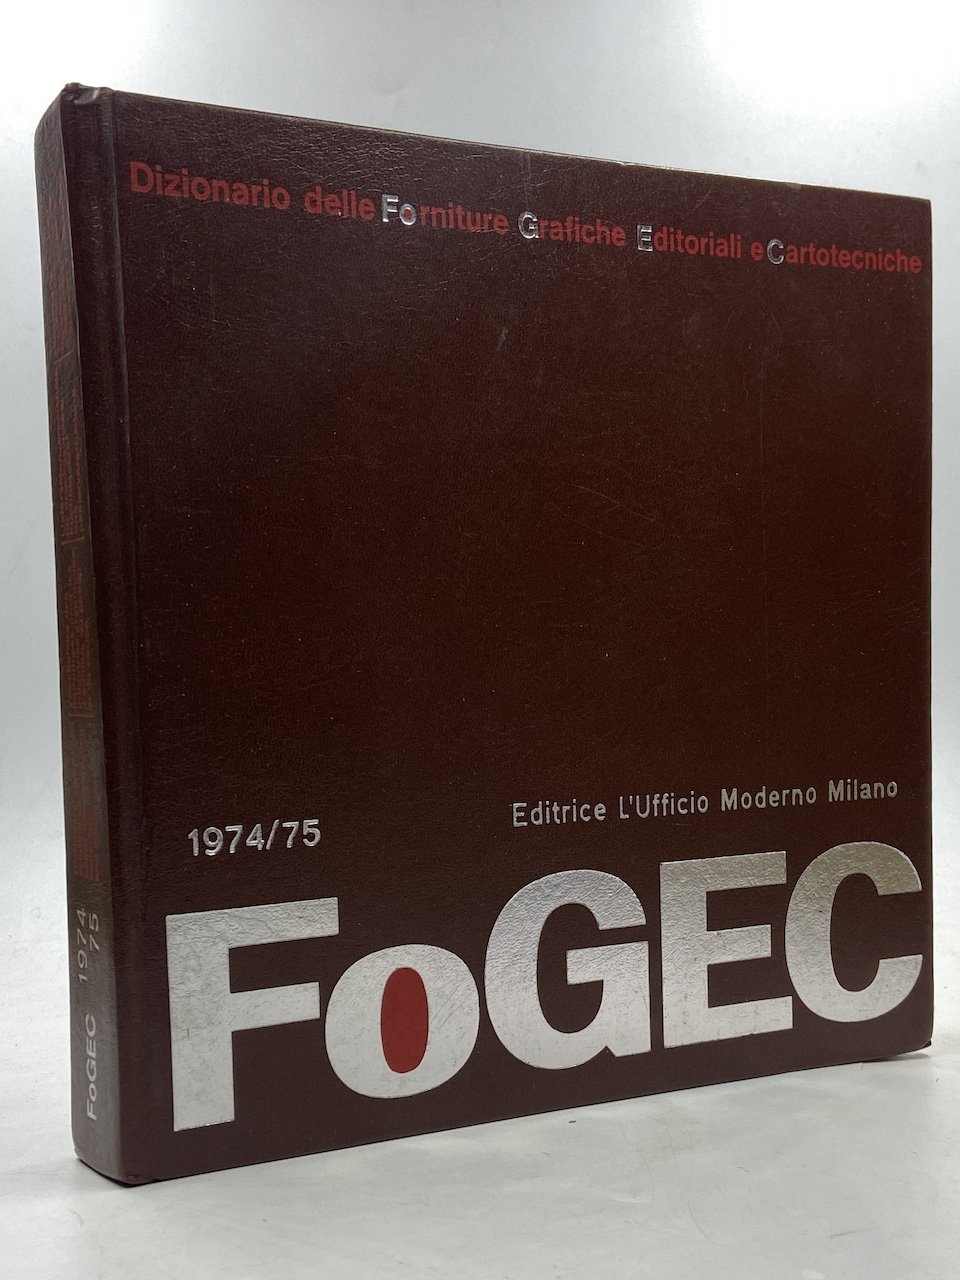 Dizionario delle Forniture Grafiche Editoriali e Cartotecniche
1974/75
Editrice L'Ufficio Moderno Milano
FoGEC
FoGEC 1974 75